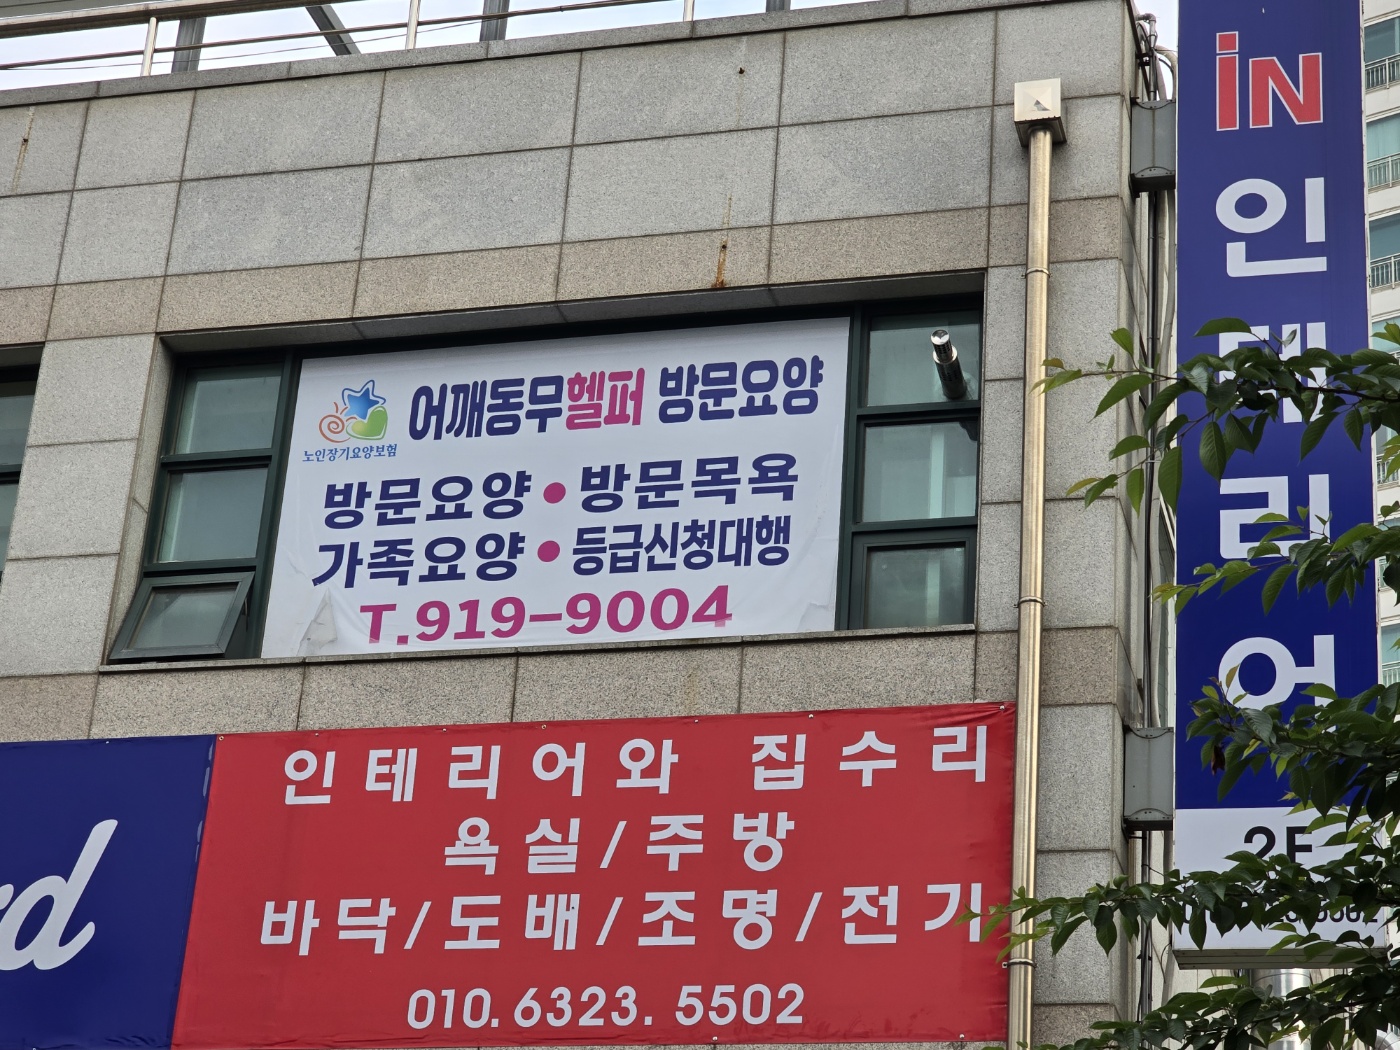 어깨동무헬퍼 방문요양
노인장기요양보험
방문요양 • 방문목욕
가족요양 • 등급신청대행
T.919-9004
인테리어와 집수리
욕실/주방
바닥/도배/조명/전기
010. 6323. 5502
rd
iN
인테리어
2F